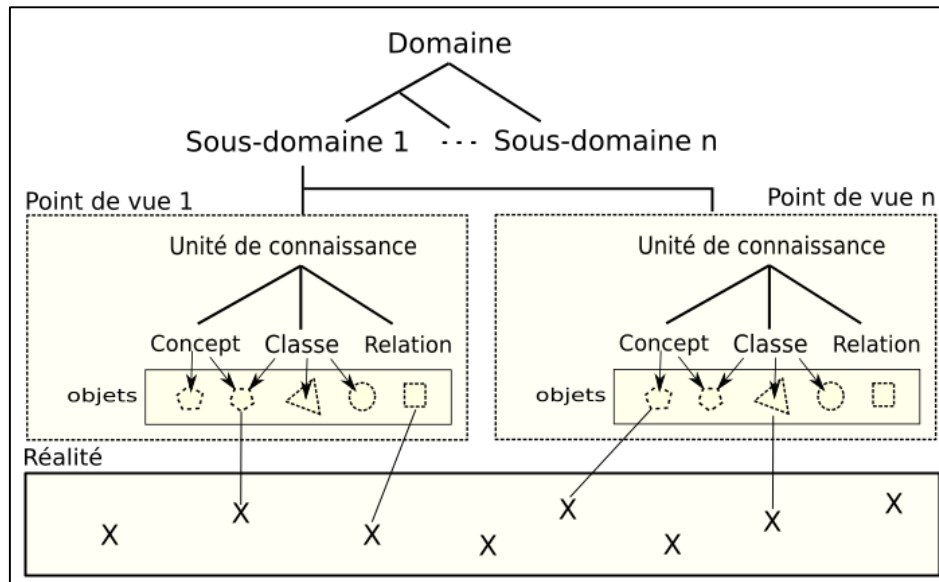 Domaine
Sous-domaine 1 --- Sous-domaine n
Point de vue 1
Point de vue n
Unité de connaissance
Concept Classe Relation
objets
Unité de connaissance
Concept Classe Relation
objets
Réalité
X X X X X X X X